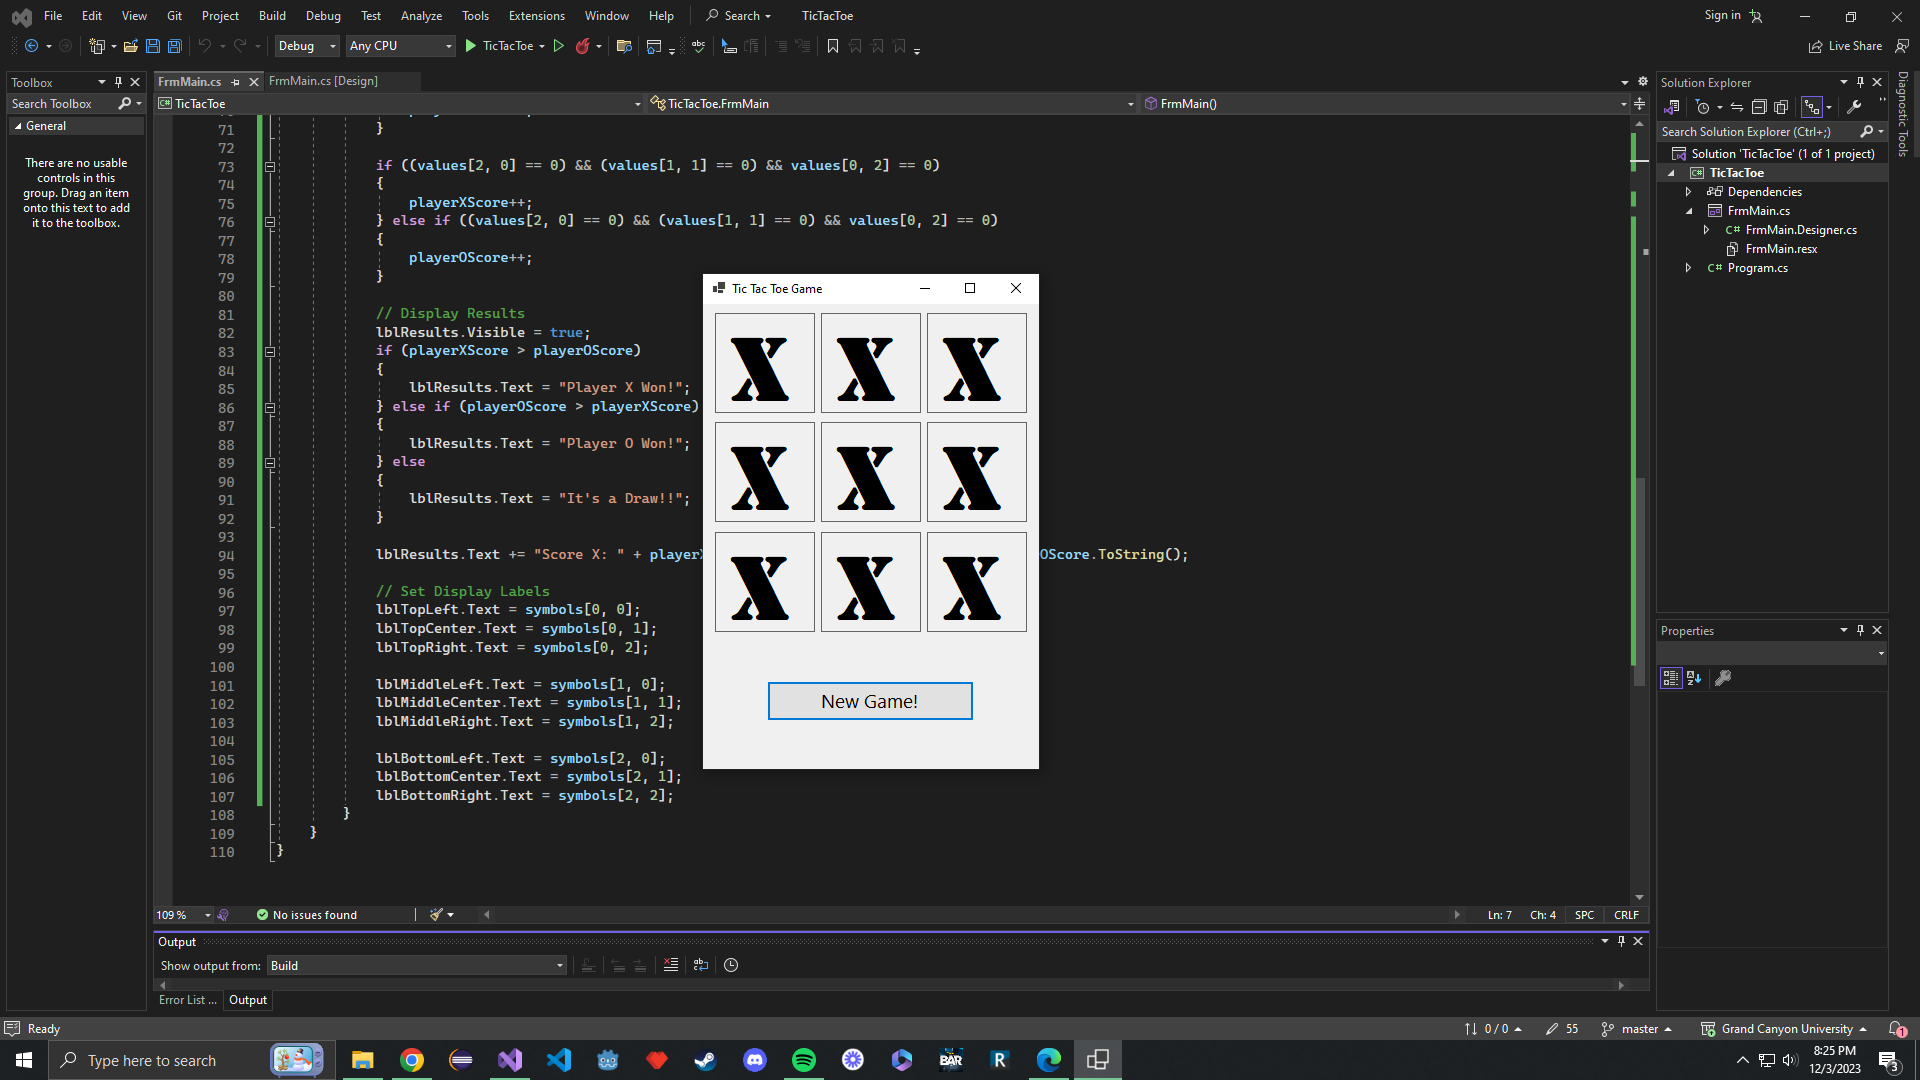 File Edit View Git Project Build Debug Test Analyze Tools Extensions Window Help Search TicTacToe Sign in
Debug Any CPU TicTacToe Live Share
Toolbox
Search Toolbox
General
There are no usable
controls in this
group. Drag an item
onto this text to add
it to the toolbox.
FrmMain.cs FrmMain.cs [Design]
TicTacToe TicTacToe.FrmMain FrmMain()
71 }
72
73 if ((values[2, 0] == 0) && (values[1, 1] == 0) && values[0, 2] == 0)
74 {
75 playerXScore++;
76 } else if ((values[2, 0] == 0) && (values[1, 1] == 0) && values[0, 2] == 0)
77 {
78 playerOScore++;
79 }
80
81 // Display Results
82 lblResults.Visible = true;
83 if (playerXScore > playerOScore)
84 {
85 lblResults.Text = "Player X Won!";
86 } else if (playerOScore > playerXScore)
87 {
88 lblResults.Text = "Player O Won!";
89 } else
90 {
91 lblResults.Text = "It's a Draw!!";
92 }
93
94 lblResults.Text += "Score X: " + playerX OScore.ToString();
95
96 // Set Display Labels
97 lblTopLeft.Text = symbols[0, 0];
98 lblTopCenter.Text = symbols[0, 1];
99 lblTopRight.Text = symbols[0, 2];
100
101 lblMiddleLeft.Text = symbols[1, 0];
102 lblMiddleCenter.Text = symbols[1, 1];
103 lblMiddleRight.Text = symbols[1, 2];
104
105 lblBottomLeft.Text = symbols[2, 0];
106 lblBottomCenter.Text = symbols[2, 1];
107 lblBottomRight.Text = symbols[2, 2];
108 }
109 }
110 }
Tic Tac Toe Game
X X X
X X X
X X X
New Game!
109 % No issues found Ln: 7 Ch: 4 SPC CRLF
Output
Show output from: Build
Error List ... Output
Solution Explorer
Search Solution Explorer (Ctrl+;)
Solution 'TicTacToe' (1 of 1 project)
TicTacToe
Dependencies
FrmMain.cs
C# FrmMain.Designer.cs
FrmMain.resx
C# Program.cs
Properties
Diagnostic Tools
Ready 0 / 0 55 master Grand Canyon University 1
Type here to search BAR R 8:25 PM
12/3/2023 3